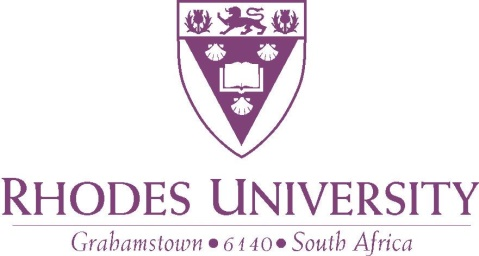 RHODES UNIVERSITY
Grahamstown • 6140 • South Africa